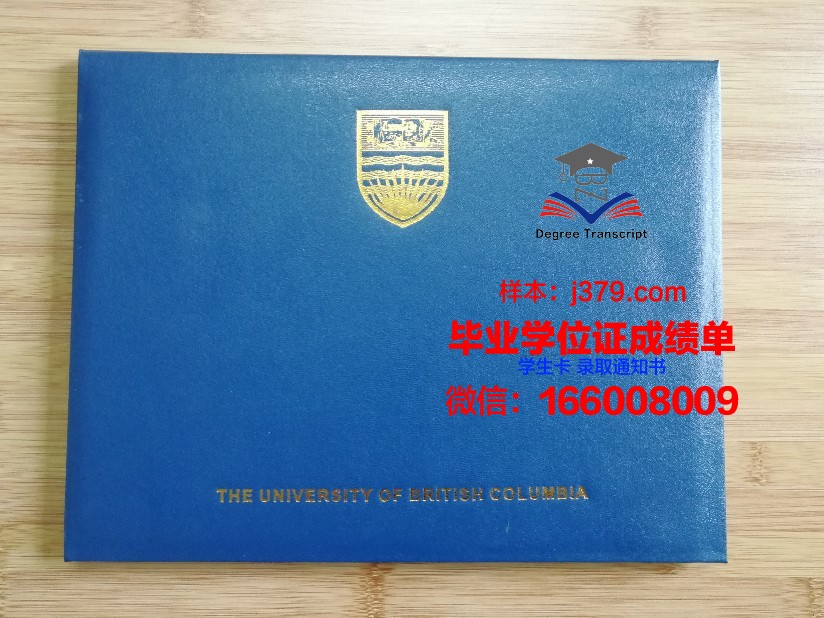 Degree Transcript
样本：j379.com
毕业学位证成绩单
学生卡 录取通知书
微信：166008009
THE UNIVERSITY OF BRITISH COLUMBIA